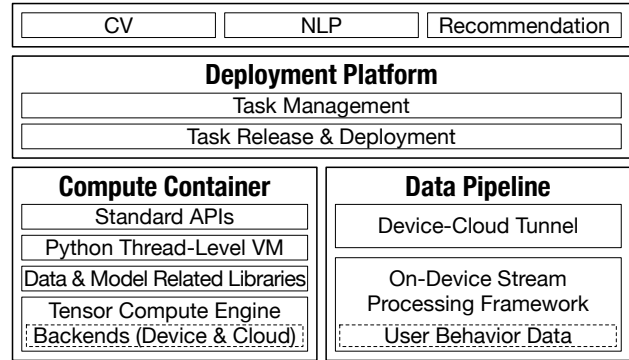 CV
NLP
Recommendation
Deployment Platform
Task Management
Task Release & Deployment
Compute Container
Standard APIs
Python Thread-Level VM
Data & Model Related Libraries
Tensor Compute Engine
Backends (Device & Cloud)
Data Pipeline
Device-Cloud Tunnel
On-Device Stream
Processing Framework
User Behavior Data